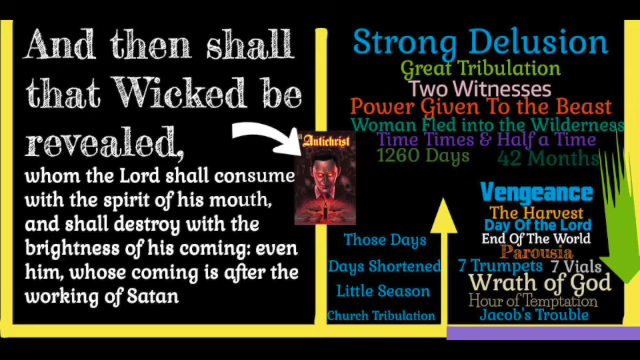 And then shall
that Wicked be
revealed,
whom the Lord shall consume
with the spirit of his mouth,
and shall destroy with the
brightness of his coming: even
him, whose coming is after the
working of Satan
Antichrist
Strong Delusion
Great Tribulation
Two Witnesses
Power Given To the Beast
Woman Fled into the Wilderness
Time Times & Half a Time
1260 Days 42 Months
Those Days
Days Shortened
Little Season
Church Tribulation
Vengeance
The Harvest
Day Of the Lord
End Of The World
Parousia
7 Trumpets 7 Vials
Wrath of God
Hour of Temptation
Jacob's Trouble